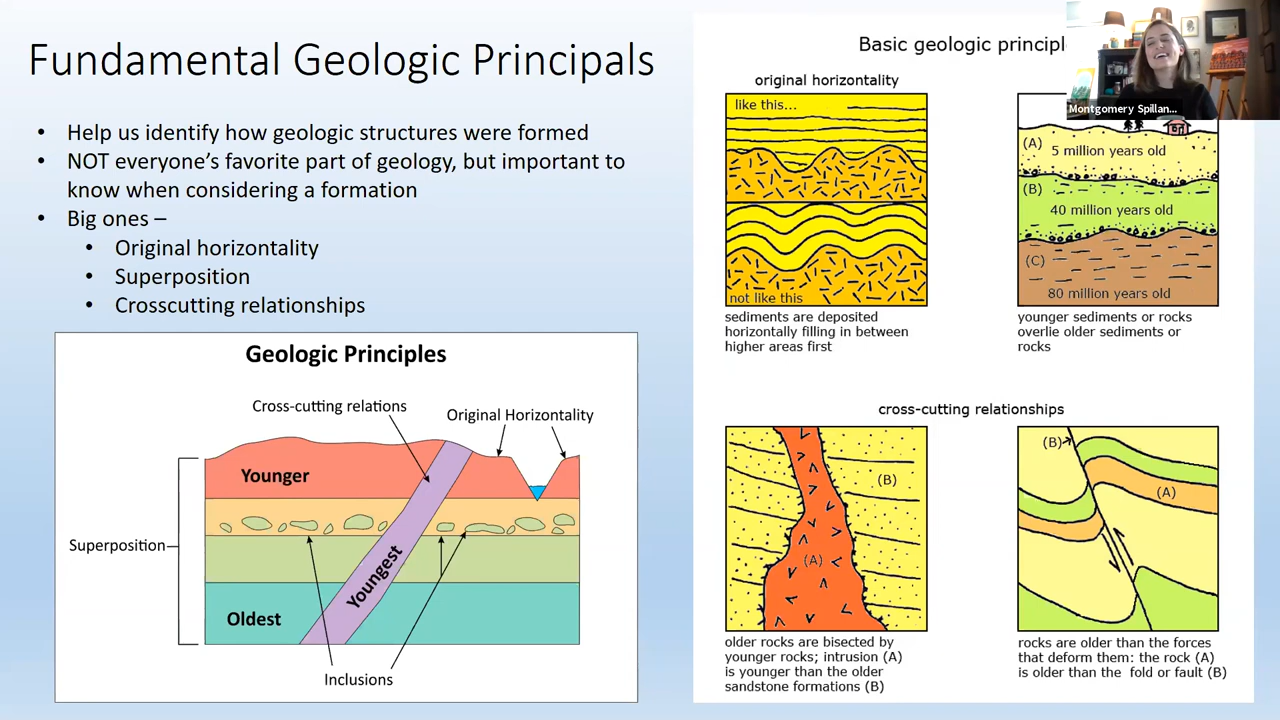 Fundamental Geologic Principals
• Help us identify how geologic structures were formed
• NOT everyone's favorite part of geology, but important to
know when considering a formation
• Big ones –
• Original horizontality
• Superposition
• Crosscutting relationships
Geologic Principles
Cross-cutting relations
Original Horizontality
Younger
Superposition
Youngest
Oldest
Inclusions
Basic geologic
original horizontality
like this...
not like this
sediments are deposited
horizontally filling in between
higher areas first
Montgomery Spillan...
(A)
5 million years old
(B)
40 million years old
(C)
80 million years old
younger sediments or rocks
overlie older sediments or
rocks
cross-cutting relationships
(B)
(A)
older rocks are bisected by
younger rocks; intrusion (A)
is younger than the older
sandstone formations (B)
(B)
(A)
rocks are older than the forces
that deform them: the rock (A)
is older than the fold or fault (B)